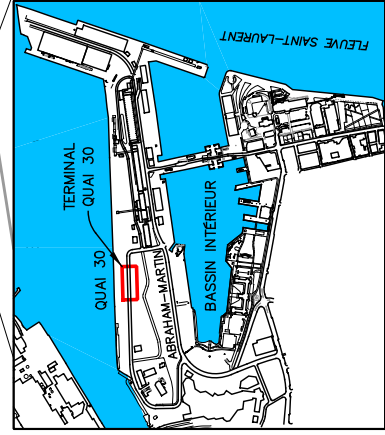 FLEUVE SAINT-LAURENT
TERMINAL
QUAI 30
QUAI 30
ABRAHAM-MARTIN
BASSIN INTÉRIEUR